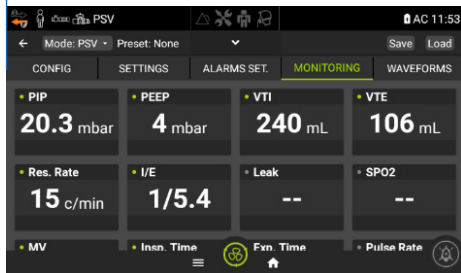 PSV AC 11:53
Mode: PSV Preset: None Save Load
CONFIG SETTINGS ALARMS SET. MONITORING WAVEFORMS
PIP PEEP VTI VTE
20.3 mbar 4 mbar 240 mL 106 mL
Res. Rate I/E Leak SPO2
15 c/min 1/5.4 -- --
MV Insp. Time Exp. Time Pulse Rate